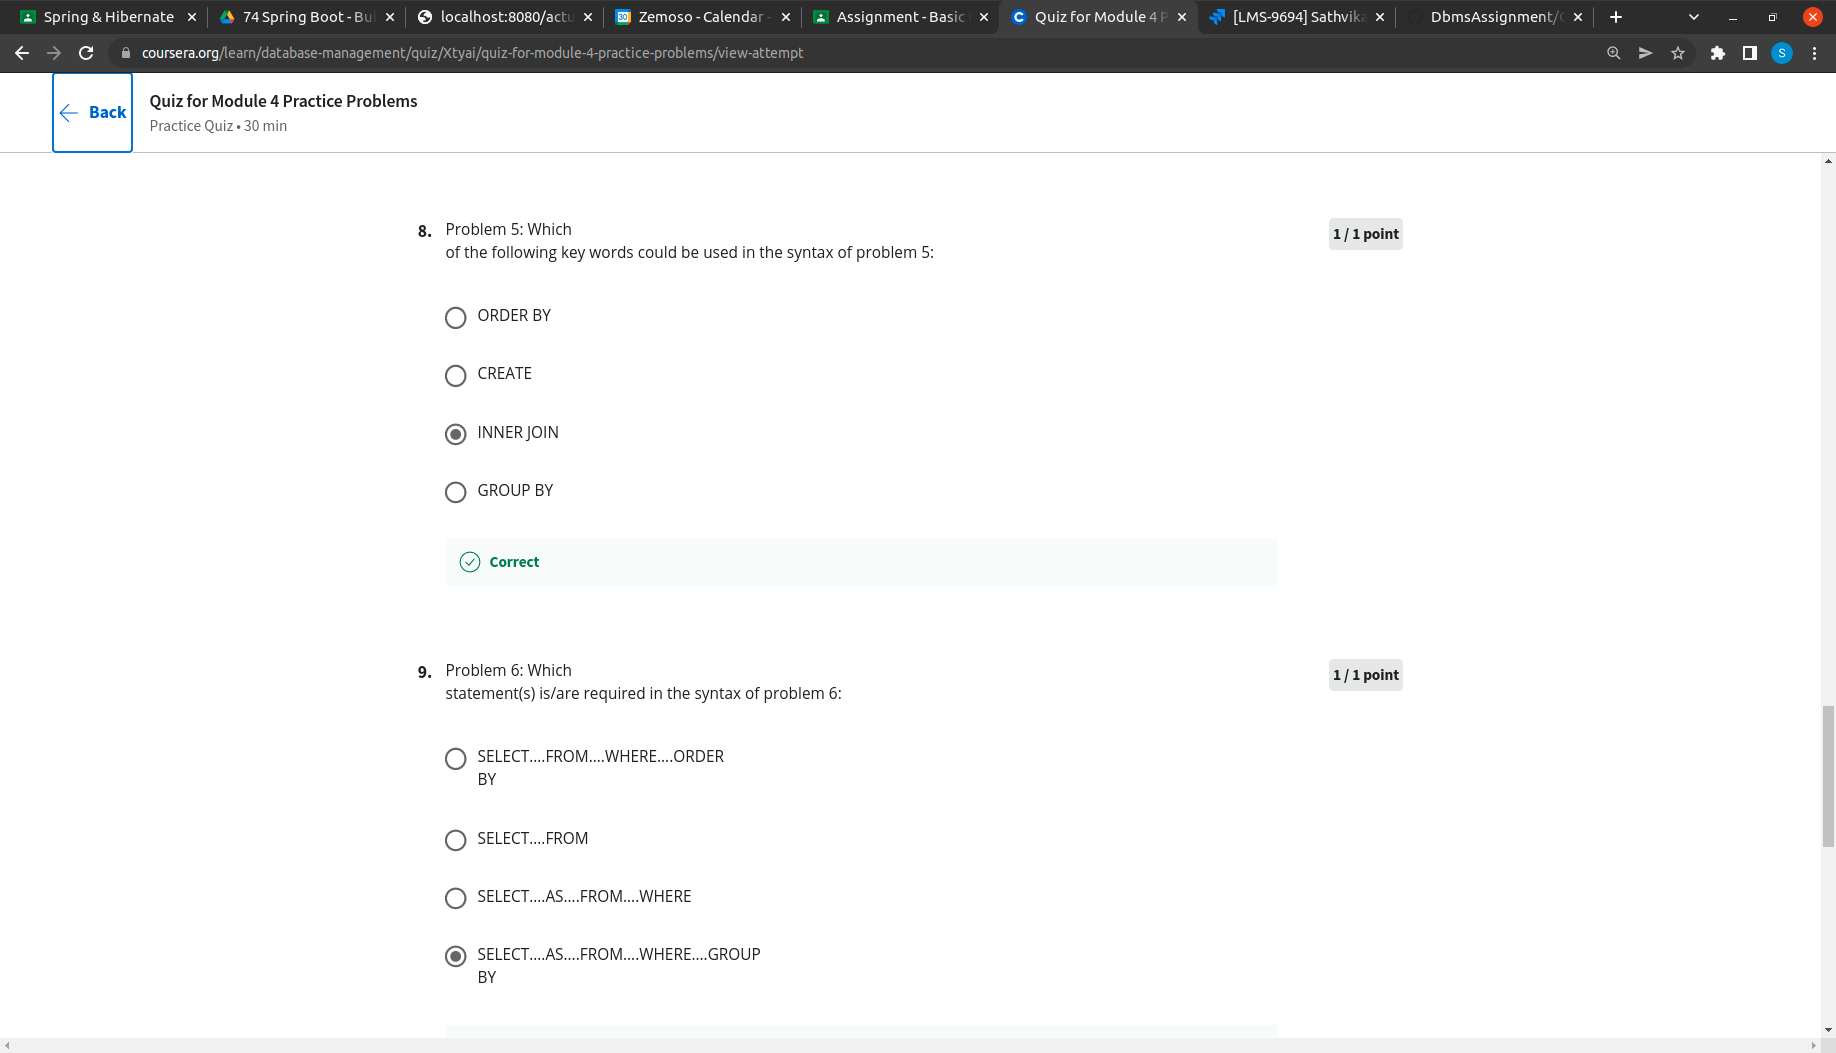 Spring & Hibernate
74 Spring Boot - Bui
localhost:8080/actu
Zemoso - Calendar -
Assignment - Basic
Quiz for Module 4 P
[LMS-9694] Sathvika
DbmsAssignment/
coursera.org/learn/database-management/quiz/Xtyai/quiz-for-module-4-practice-problems/view-attempt
S
Back
Quiz for Module 4 Practice Problems
Practice Quiz • 30 min
8. Problem 5: Which
of the following key words could be used in the syntax of problem 5:
1 / 1 point
ORDER BY
CREATE
INNER JOIN
GROUP BY
Correct
9. Problem 6: Which
statement(s) is/are required in the syntax of problem 6:
1 / 1 point
SELECT....FROM....WHERE....ORDER
BY
SELECT....FROM
SELECT....AS....FROM....WHERE
SELECT....AS....FROM....WHERE....GROUP
BY